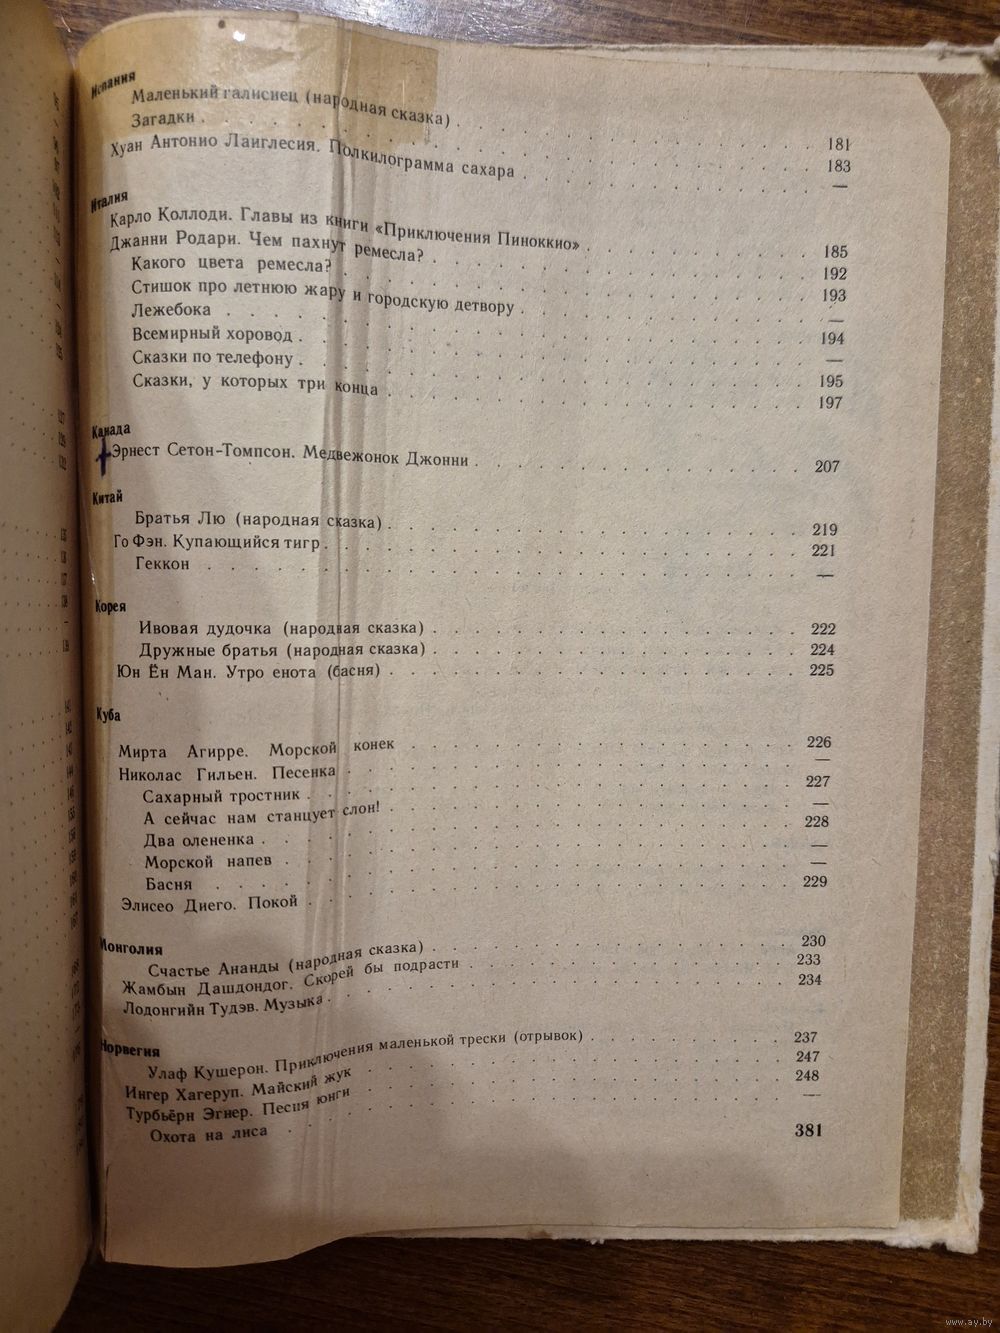 Испания
Маленький галисиец (народная сказка) . . . 181
Загадки . . . 183
Хуан Антонио Лаиглесия. Полкилограмма сахара . . . —
Италия
Карло Коллоди. Главы из книги «Приключения Пиноккио» . . . 185
Джанни Родари. Чем пахнут ремесла? . . . 192
Какого цвета ремесла? . . . 193
Стишок про летнюю жару и городскую детвору . . . —
Лежебока . . . 194
Всемирный хоровод . . . —
Сказки по телефону . . . 195
Сказки, у которых три конца . . . 197
Канада
Эрнест Сетон-Томпсон. Медвежонок Джонни . . . 207
Китай
Братья Лю (народная сказка) . . . 219
Го Фэн. Купающийся тигр . . . 221
Геккон . . . —
Корея
Ивовая дудочка (народная сказка) . . . 222
Дружные братья (народная сказка) . . . 224
Юн Ён Ман. Утро енота (басня) . . . 225
Куба
Мирта Агирре. Морской конек . . . 226
Николас Гильен. Песенка . . . —
Сахарный тростник . . . 227
А сейчас нам станцует слон! . . . —
Два олененка . . . 228
Морской напев . . . —
Басня . . . —
Элисео Диего. Покой . . . 229
Монголия
Счастье Ананды (народная сказка) . . . 230
Жамбын Дашдондог. Скорей бы подрасти . . . 233
Лодонгийн Тудэв. Музыка . . . 234
Норвегия
Улаф Кушерон. Приключения маленькой трески (отрывок) . . . 237
Ингер Хагеруп. Майский жук . . . 247
Турбьёрн Эгнер. Песня юнги . . . 248
Охота на лиса . . . —
381
www.ay.by